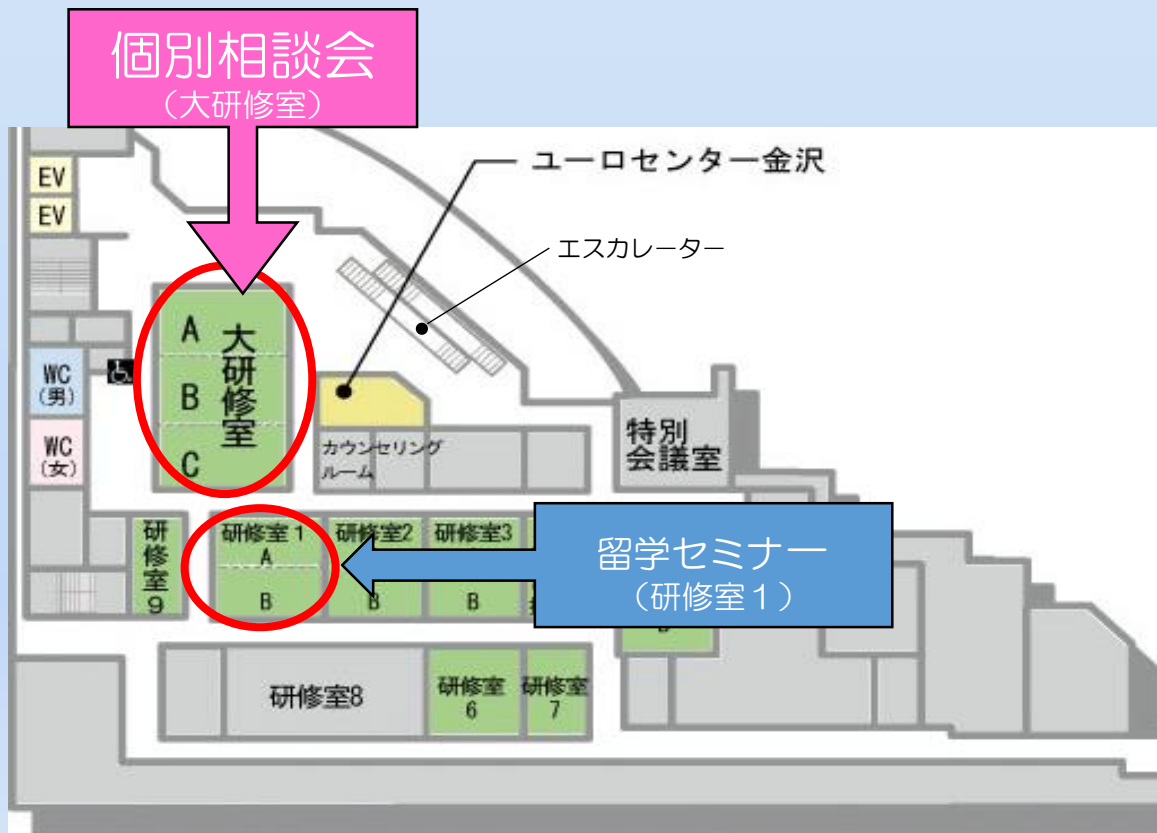 個別相談会
（大研修室）
ユーロセンター金沢
エスカレーター
EV
EV
WC
(男)
WC
(女)
A
B
C
大研修室
カウンセリング
ルーム
特別
会議室
研修室9
研修室1
A
B
研修室2
B
研修室3
B
留学セミナー
（研修室１）
研修室8
研修室
6
研修室
7